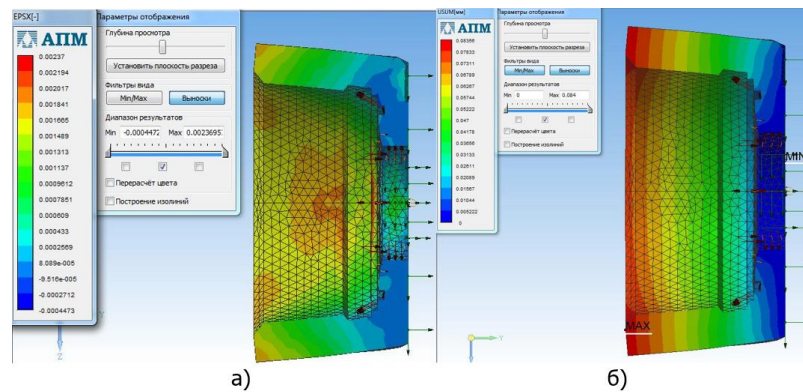 EPSX[-]
АПМ
0.00237
0.002194
0.002017
0.001841
0.001665
0.001489
0.001313
0.001137
0.0009612
0.0007851
0.000609
0.000433
0.0002569
8.089e-005
-9.516e-005
-0.0002712
-0.0004473
Параметры отображения
Глубина просмотра
Установить плоскость разреза
Фильтры вида
Min/Max
Выноски
Диапазон результатов
Min -0.0004472 Max 0.0023695
Перерасчёт цвета
Построение изолиний
Z
а)
USUM[мм]
АПМ
0.08366
0.07833
0.07311
0.06789
0.06267
0.05744
0.05222
0.047
0.04178
0.03656
0.03133
0.02611
0.02089
0.01567
0.01044
0.005222
0
Параметры отображения
Глубина просмотра
Установить плоскость разреза
Фильтры вида
Min/Max
Выноски
Диапазон результатов
Min 0 Max 0.084
Перерасчёт цвета
Построение изолиний
MIN
MAX
Y
Z
б)